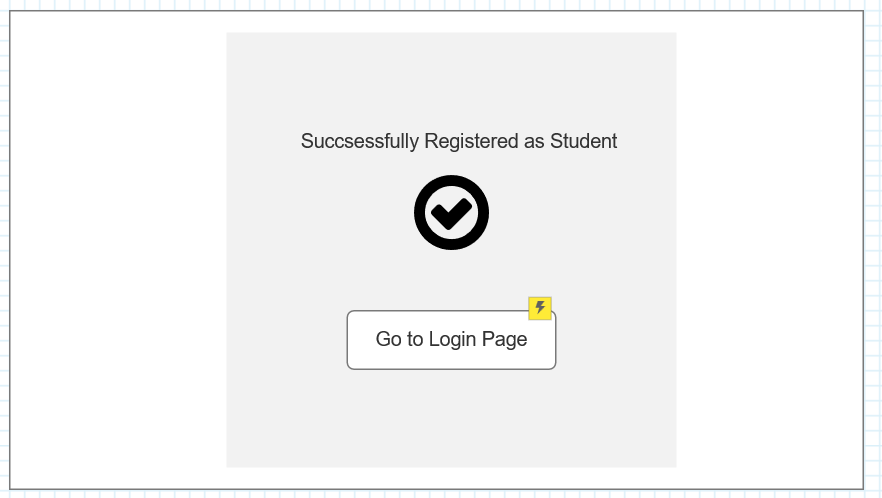 Succsessfully Registered as Student
Go to Login Page